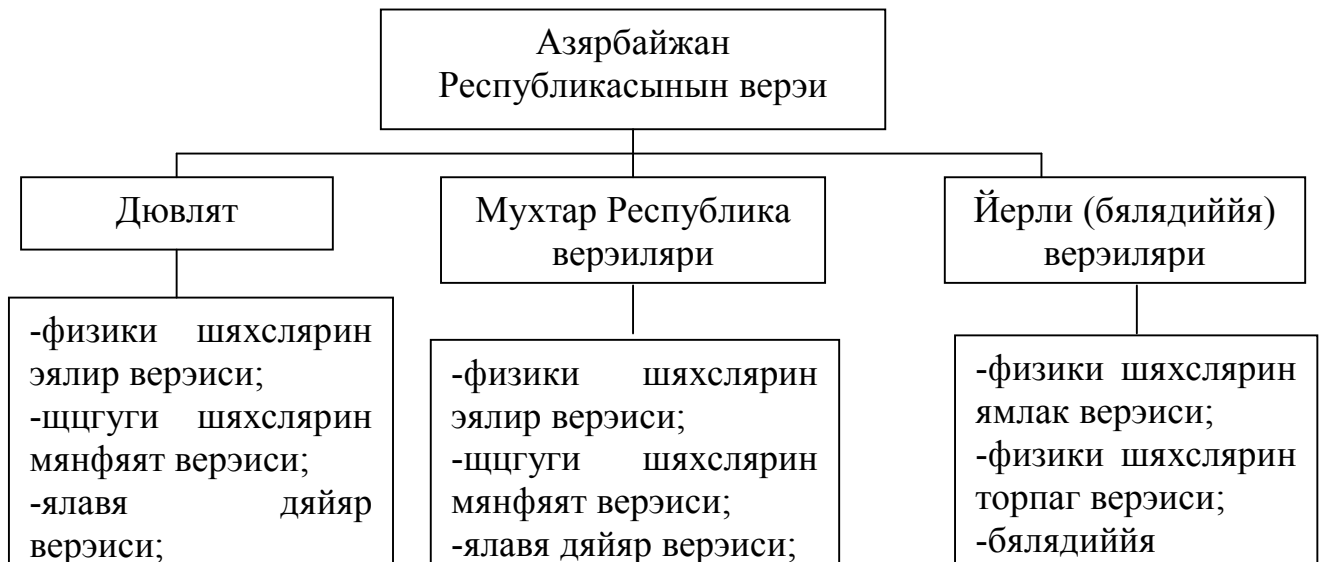 Азярбайжан
Республикасынын верэи
Дювлят
Мухтар Республика
верэиляри
Йерли (бялядиййя)
верэиляри
-физики шяхслярин
эялир верэиси;
-щцгуги шяхслярин
мянфяят верэиси;
-ялавя дяйяр
верэиси;
-физики шяхслярин
эялир верэиси;
-щцгуги шяхслярин
мянфяят верэиси;
-ялавя дяйяр верэиси;
-физики шяхслярин
ямлак верэиси;
-физики шяхслярин
торпаг верэиси;
-бялядиййя